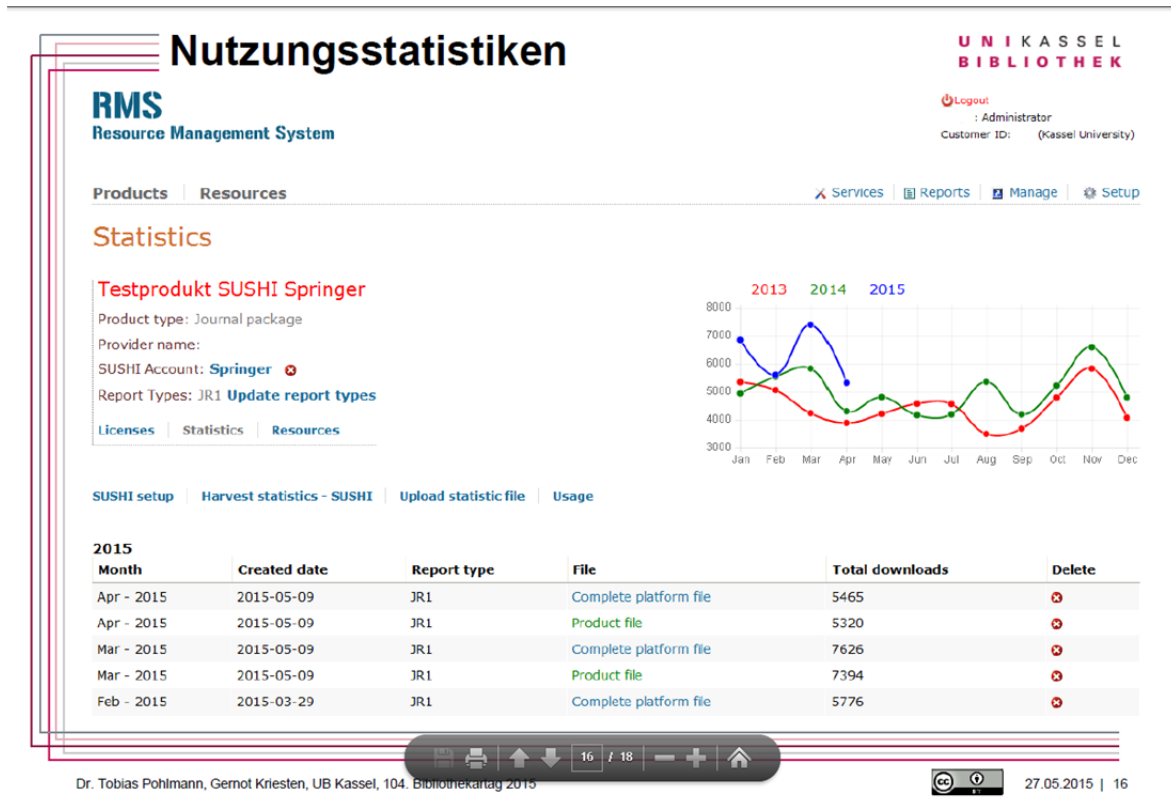 Nutzungsstatistiken
UNIKASSEL
BIBLIOTHEK
RMS
Resource Management System
Logout
: Administrator
Customer ID: (Kassel University)
Products Resources
Services Reports Manage Setup
Statistics
Testprodukt SUSHI Springer
Product type: Journal package
Provider name:
SUSHI Account: Springer
Report Types: JR1 Update report types
Licenses Statistics Resources
2013 2014 2015
8000
7000
6000
5000
4000
3000
Jan Feb Mar Apr May Jun Jul Aug Sep Oct Nov Dec
SUSHI setup Harvest statistics - SUSHI Upload statistic file Usage
2015
Month Created date Report type File Total downloads Delete
Apr - 2015 2015-05-09 JR1 Complete platform file 5465
Apr - 2015 2015-05-09 JR1 Product file 5320
Mar - 2015 2015-05-09 JR1 Complete platform file 7626
Mar - 2015 2015-05-09 JR1 Product file 7394
Feb - 2015 2015-03-29 JR1 Complete platform file 5776
16 / 18
Dr. Tobias Pohlmann, Gernot Kriesten, UB Kassel, 104. Bibliothekartag 2015
cc BY
27.05.2015 | 16